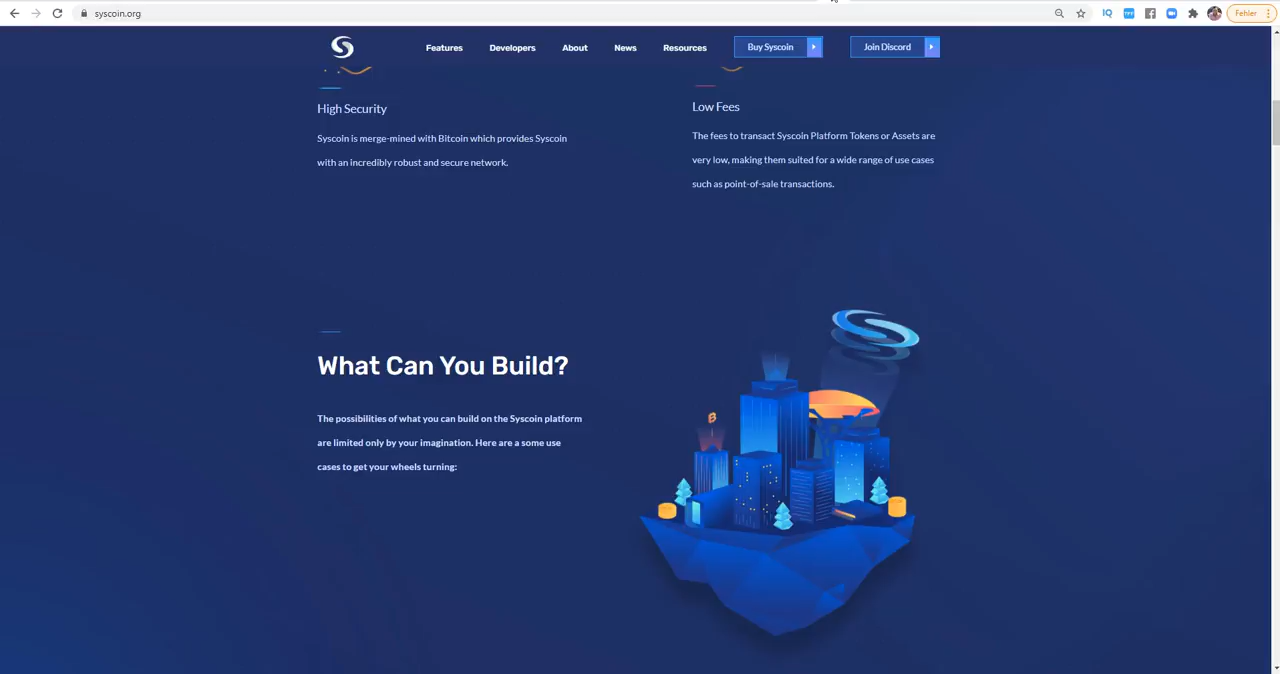 syscoin.org
IQ
TFT
Fehler
Features
Developers
About
News
Resources
Buy Syscoin
Join Discord
High Security
Syscoin is merge-mined with Bitcoin which provides Syscoin
with an incredibly robust and secure network.
Low Fees
The fees to transact Syscoin Platform Tokens or Assets are
very low, making them suited for a wide range of use cases
such as point-of-sale transactions.
What Can You Build?
The possibilities of what you can build on the Syscoin platform
are limited only by your imagination. Here are a some use
cases to get your wheels turning: